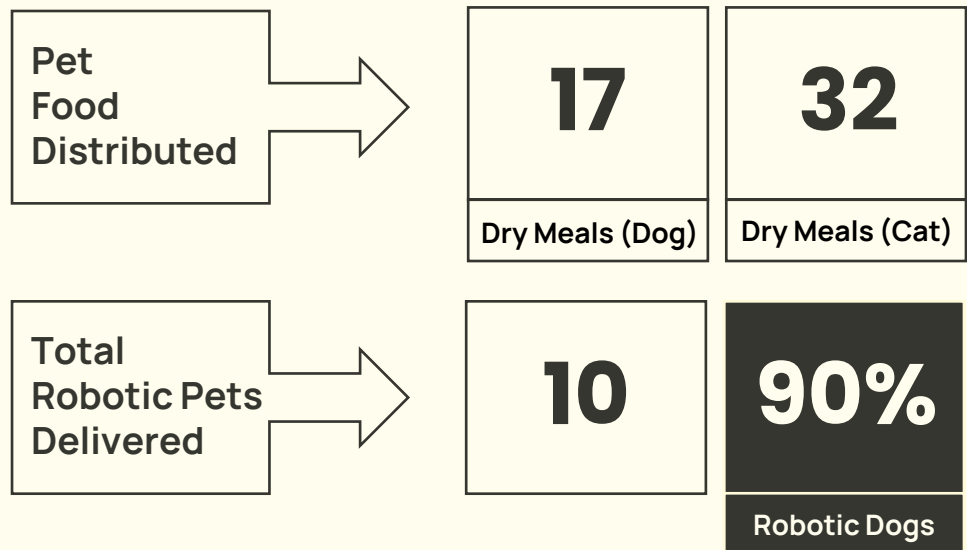 Pet
Food
Distributed
17
32
Dry Meals (Dog)
Dry Meals (Cat)
Total
Robotic Pets
Delivered
10
90%
Robotic Dogs